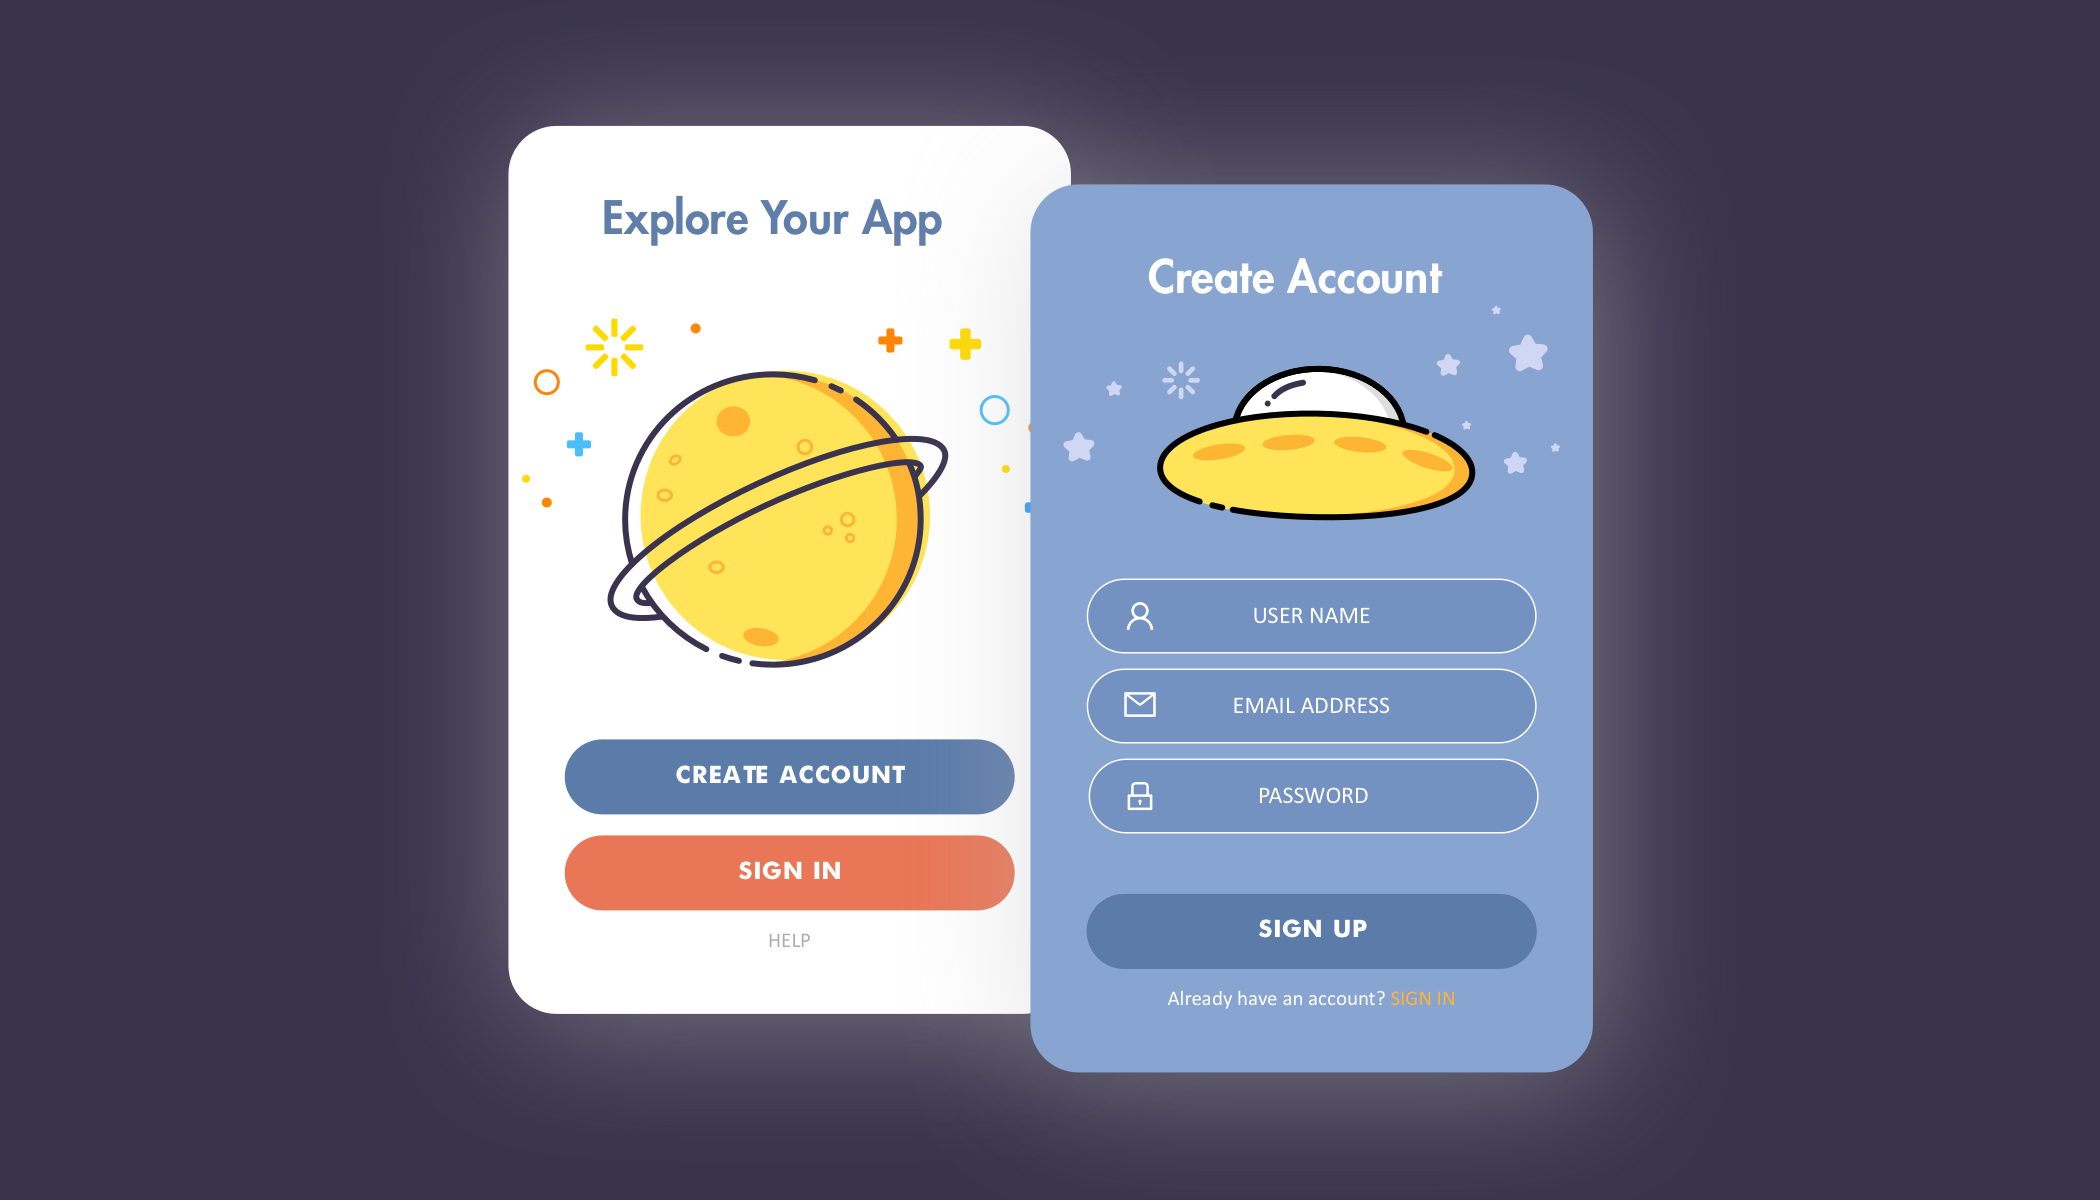 Explore Your App
CREATE ACCOUNT
SIGN IN
HELP
Create Account
USER NAME
EMAIL ADDRESS
PASSWORD
SIGN UP
Already have an account? SIGN IN